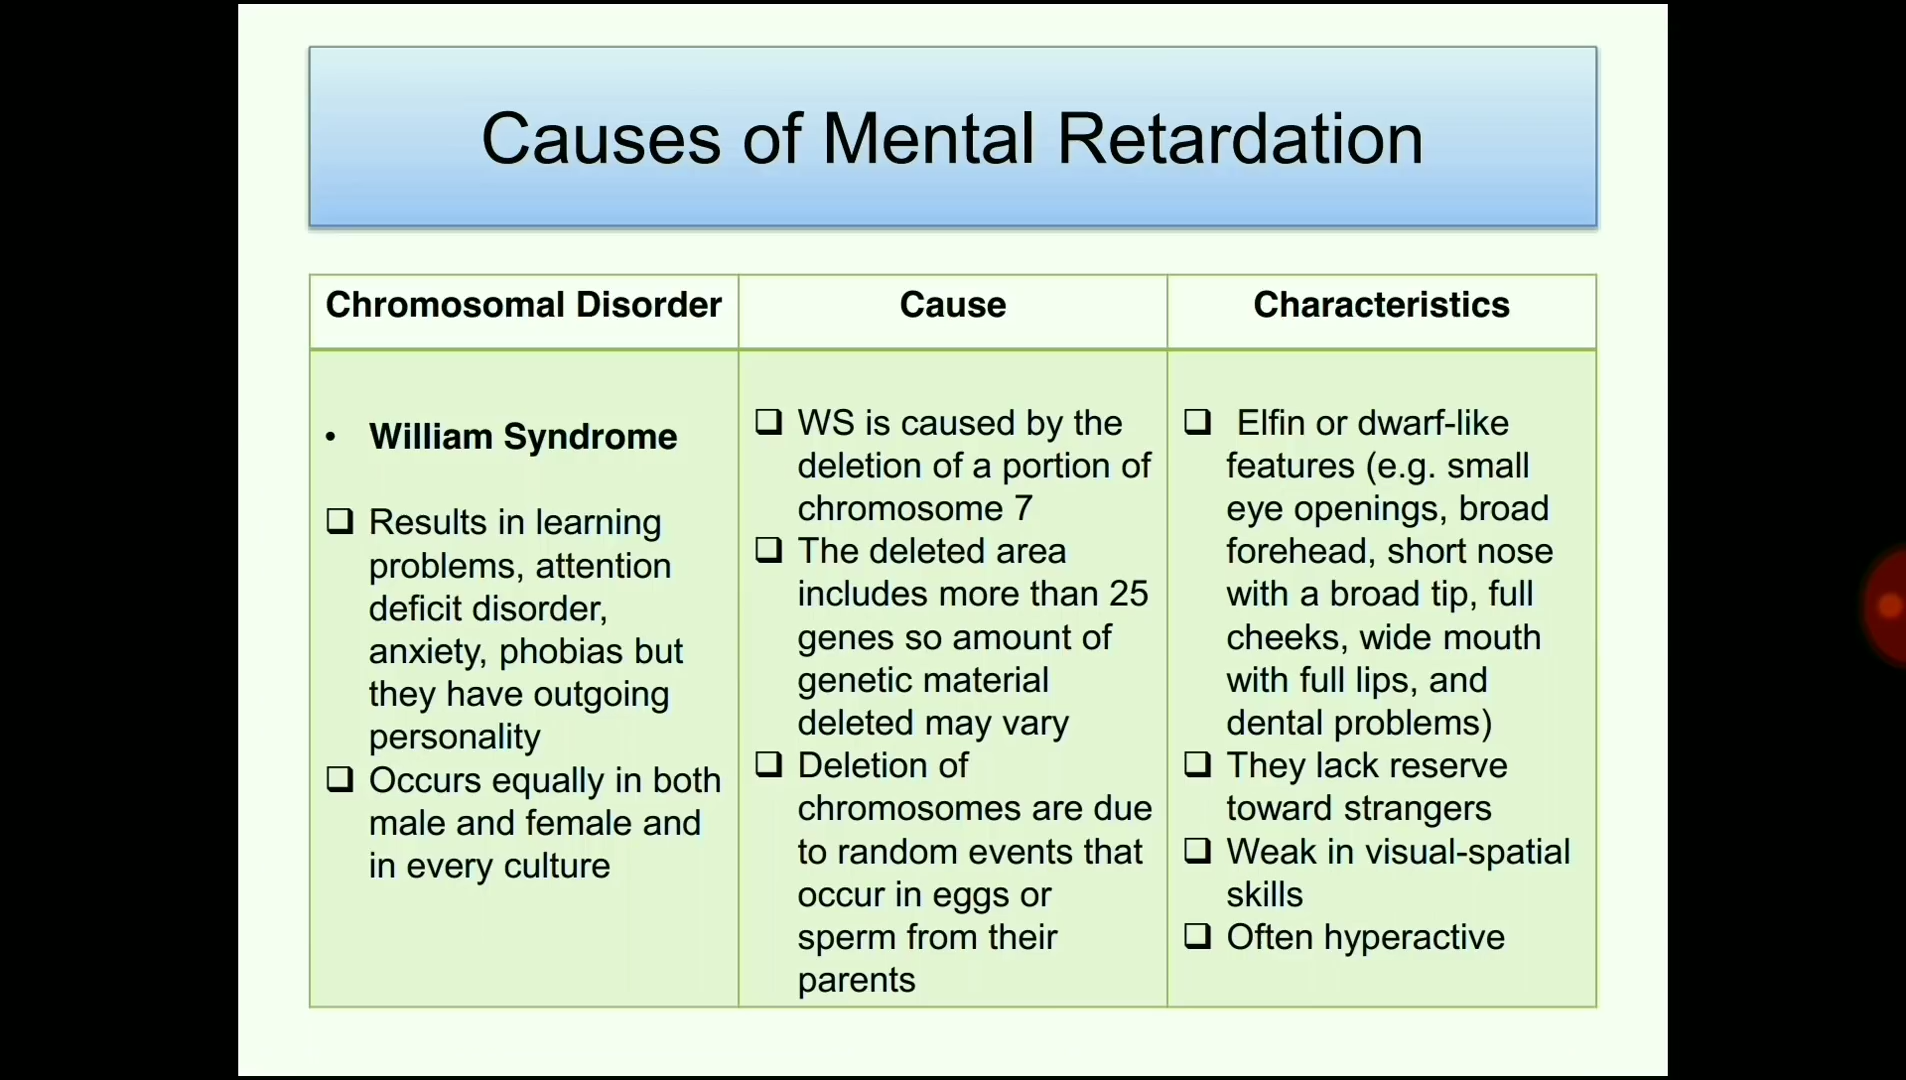 Causes of Mental Retardation
Chromosomal Disorder
Cause
Characteristics
• William Syndrome
❑ Results in learning
problems, attention
deficit disorder,
anxiety, phobias but
they have outgoing
personality
❑ Occurs equally in both
male and female and
in every culture
❑ WS is caused by the
deletion of a portion of
chromosome 7
❑ The deleted area
includes more than 25
genes so amount of
genetic material
deleted may vary
❑ Deletion of
chromosomes are due
to random events that
occur in eggs or
sperm from their
parents
❑ Elfin or dwarf-like
features (e.g. small
eye openings, broad
forehead, short nose
with a broad tip, full
cheeks, wide mouth
with full lips, and
dental problems)
❑ They lack reserve
toward strangers
❑ Weak in visual-spatial
skills
❑ Often hyperactive